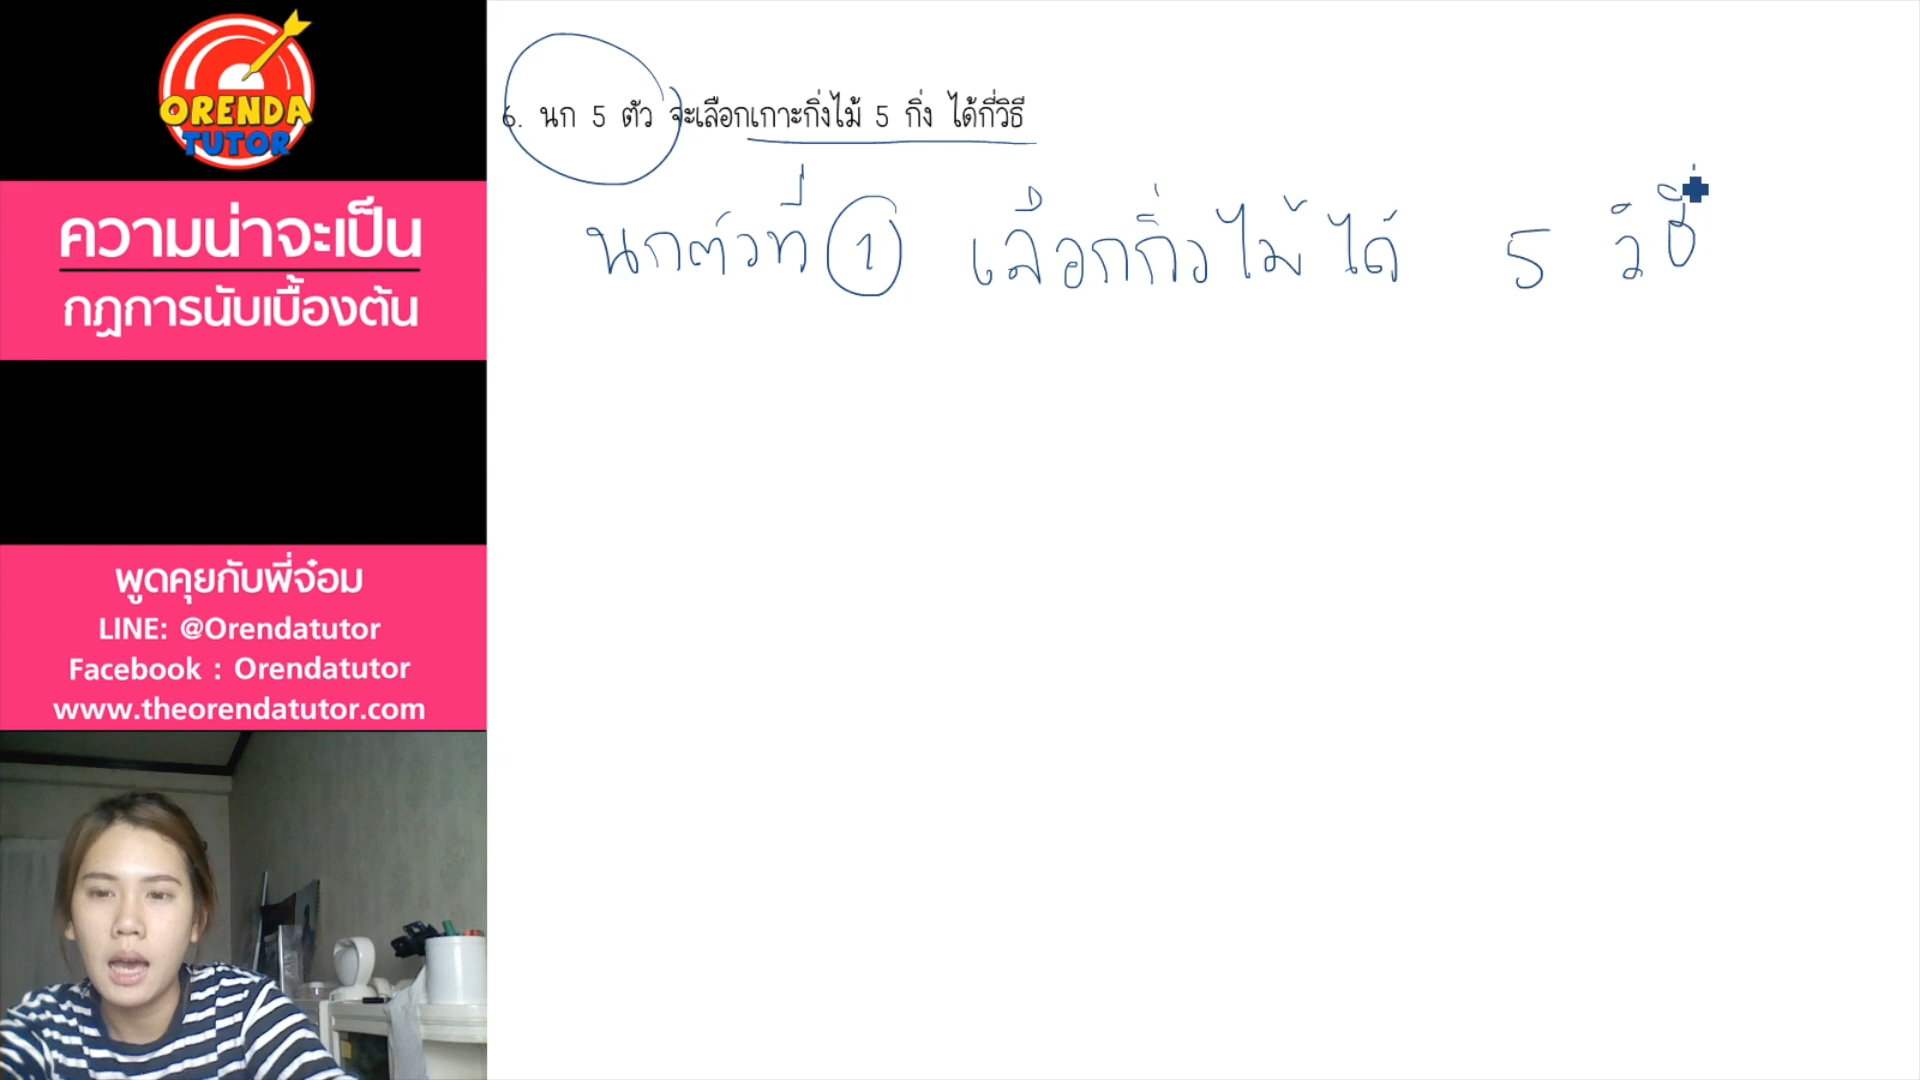 ORENDA
TUTOR
ความน่าจะเป็น
กฎการนับเบื้องต้น
พูดคุยกับพี่จ๋อม
LINE: @Orendatutor
Facebook : Orendatutor
www.theorendatutor.com
6. นก 5 ตัว จะเลือกเกาะกิ่งไม้ 5 กิ่ง ได้กี่วิธี
นกตัวที่ 1 เลือกกิ่งไม้ได้ 5 วิธี